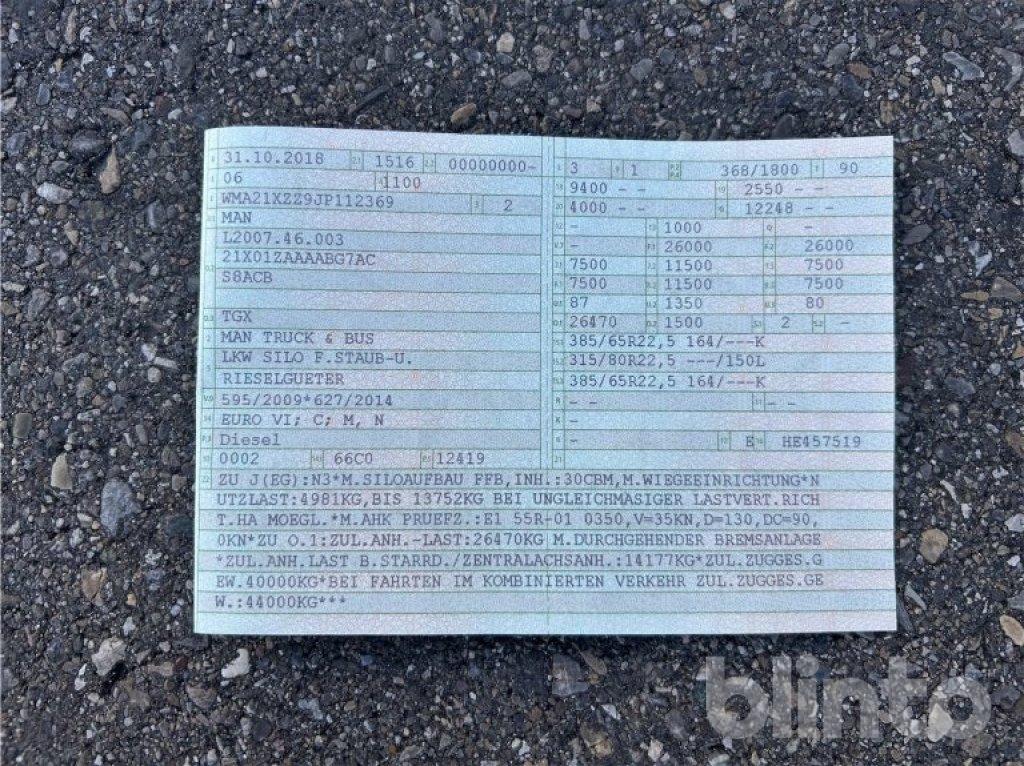 31.10.2018 1516 00000000-
06 1100
WMA21XZZ9JP112369 2
MAN
L2007.46.003
21X01ZAAAABG7AC
S8ACB
TGX
MAN TRUCK & BUS
LKW SILO F.STAUB-U.
RIESELGUETER
595/2009*627/2014
EURO VI; C; M, N
Diesel
0002 66C0 12419
3 1 368/1800 90
9400 - - 2550 - -
4000 - - 12248 - -
- 1000 -
- 26000 26000
7500 11500 7500
7500 11500 7500
87 1350 80
26470 1500 2 -
385/65R22,5 164/---K
315/80R22,5 ---/150L
385/65R22,5 164/---K
- - - -
-
- E HE457519
ZU J(EG):N3*M.SILOAUFBAU FFB,INH.:30CBM,M.WIEGEEINRICHTUNG*N
UTZLAST:4981KG,BIS 13752KG BEI UNGLEICHMASIGER LASTVERT.RICH
T.HA MOEGL.*M.AHK PRUEFZ.:E1 55R-01 0350,V=35KN,D=130,DC=90,
0KN*ZU O.1:ZUL.ANH.-LAST:26470KG M.DURCHGEHENDER BREMSANLAGE
*ZUL.ANH.LAST B.STARRD./ZENTRALACHSANH.:14177KG*ZUL.ZUGGES.G
EW.40000KG*BEI FAHRTEN IM KOMBINIERTEN VERKEHR ZUL.ZUGGES.GE
W.:44000KG***
blinto